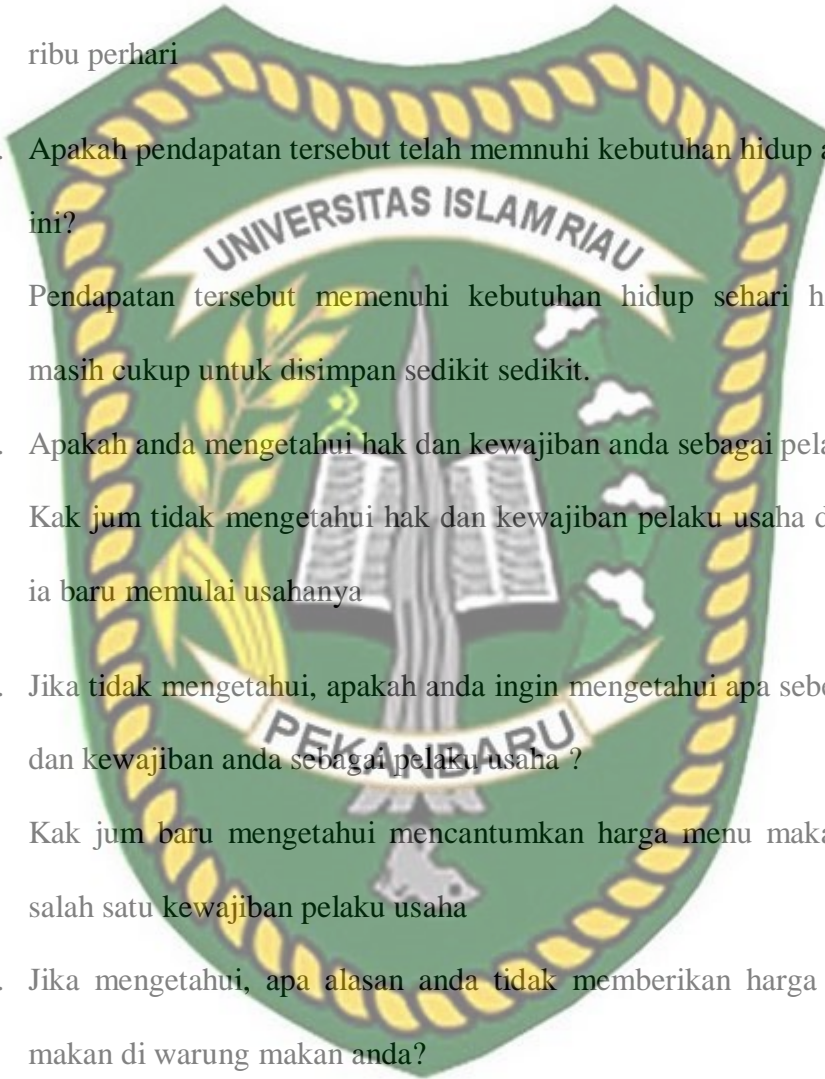 ribu perhari
. Apakah pendapatan tersebut telah memnuhi kebutuhan hidup a
ini?
UNIVERSITAS ISLAM RIAU
Pendapatan tersebut memenuhi kebutuhan hidup sehari h
masih cukup untuk disimpan sedikit sedikit.
. Apakah anda mengetahui hak dan kewajiban anda sebagai pela
Kak jum tidak mengetahui hak dan kewajiban pelaku usaha d
ia baru memulai usahanya
. Jika tidak mengetahui, apakah anda ingin mengetahui apa sebe
dan kewajiban anda sebagai pelaku usaha ?
PEKANBARU
Kak jum baru mengetahui mencantumkan harga menu maka
salah satu kewajiban pelaku usaha
. Jika mengetahui, apa alasan anda tidak memberikan harga
makan di warung makan anda?